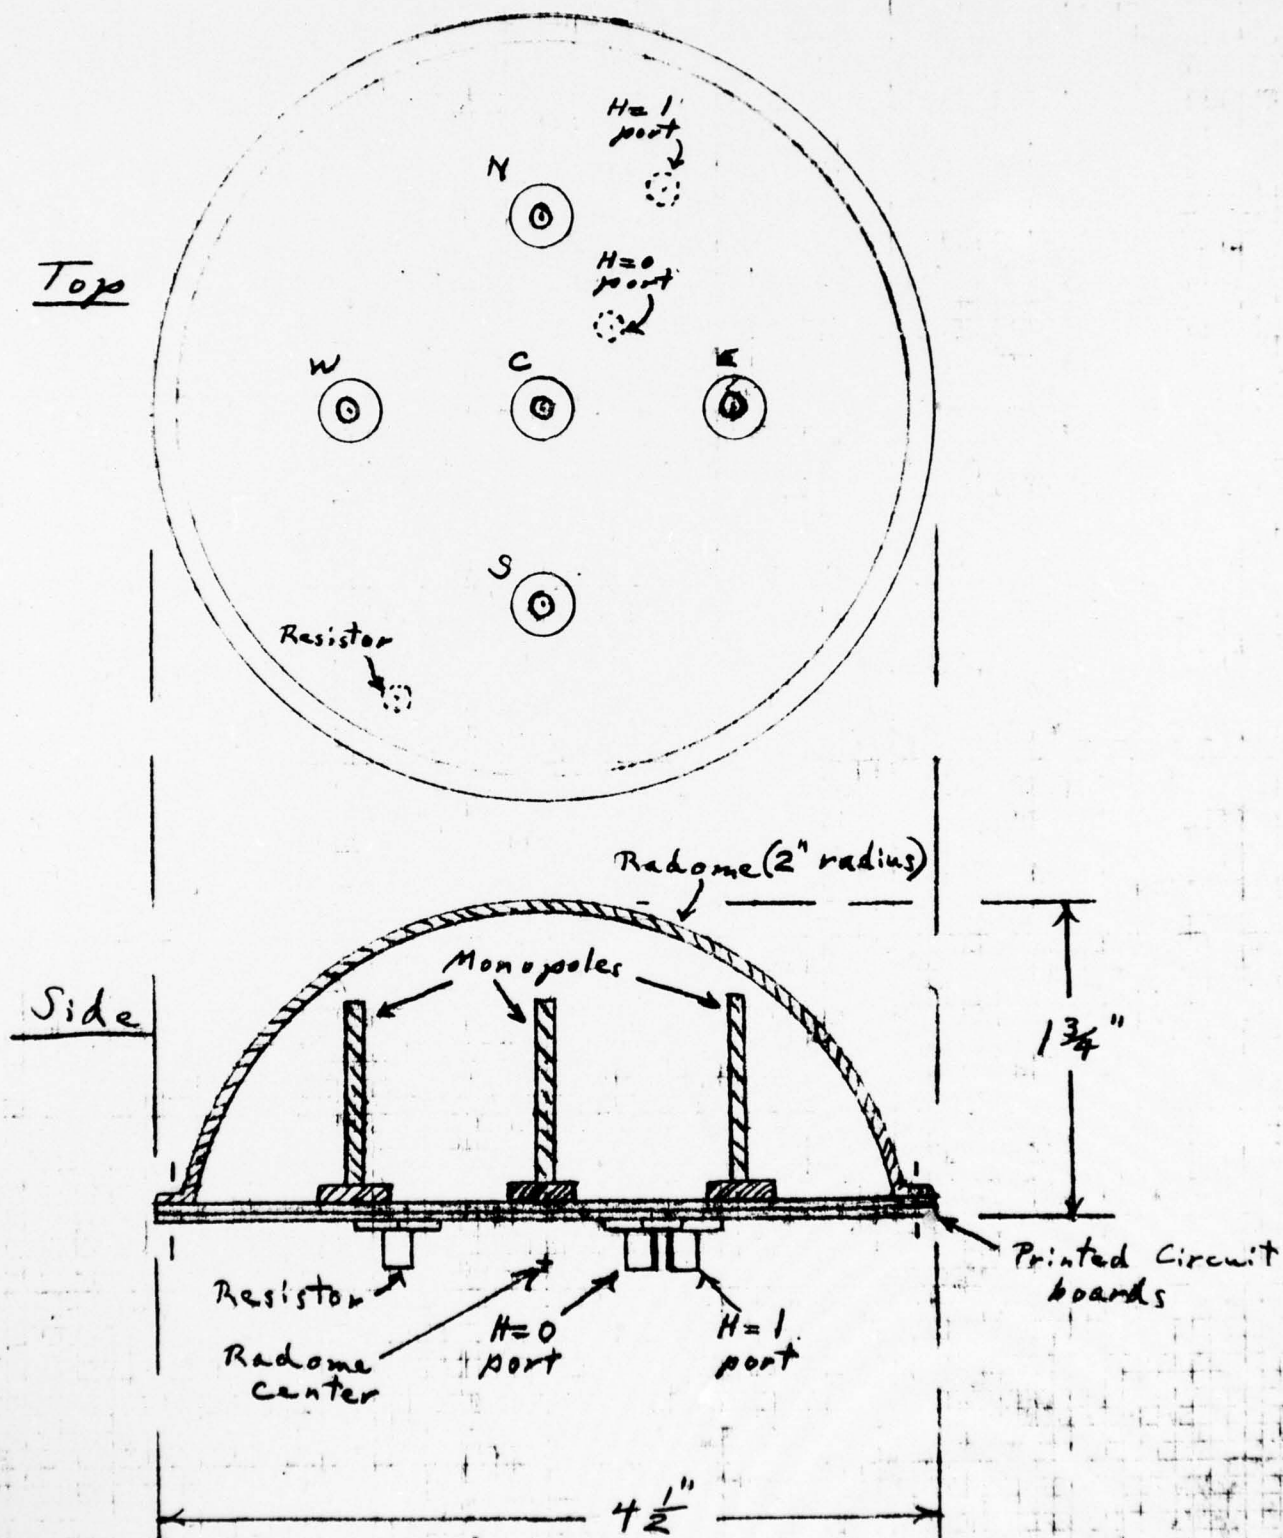 H=1
port
N
H=0
port
Top
W
C
E
S
Resistor
Radome (2" radius)
Monopoles
Side
1 3/4"
Printed Circuit
boards
Resistor
H=0
port
H=1
port
Radome
center
4 1/2"